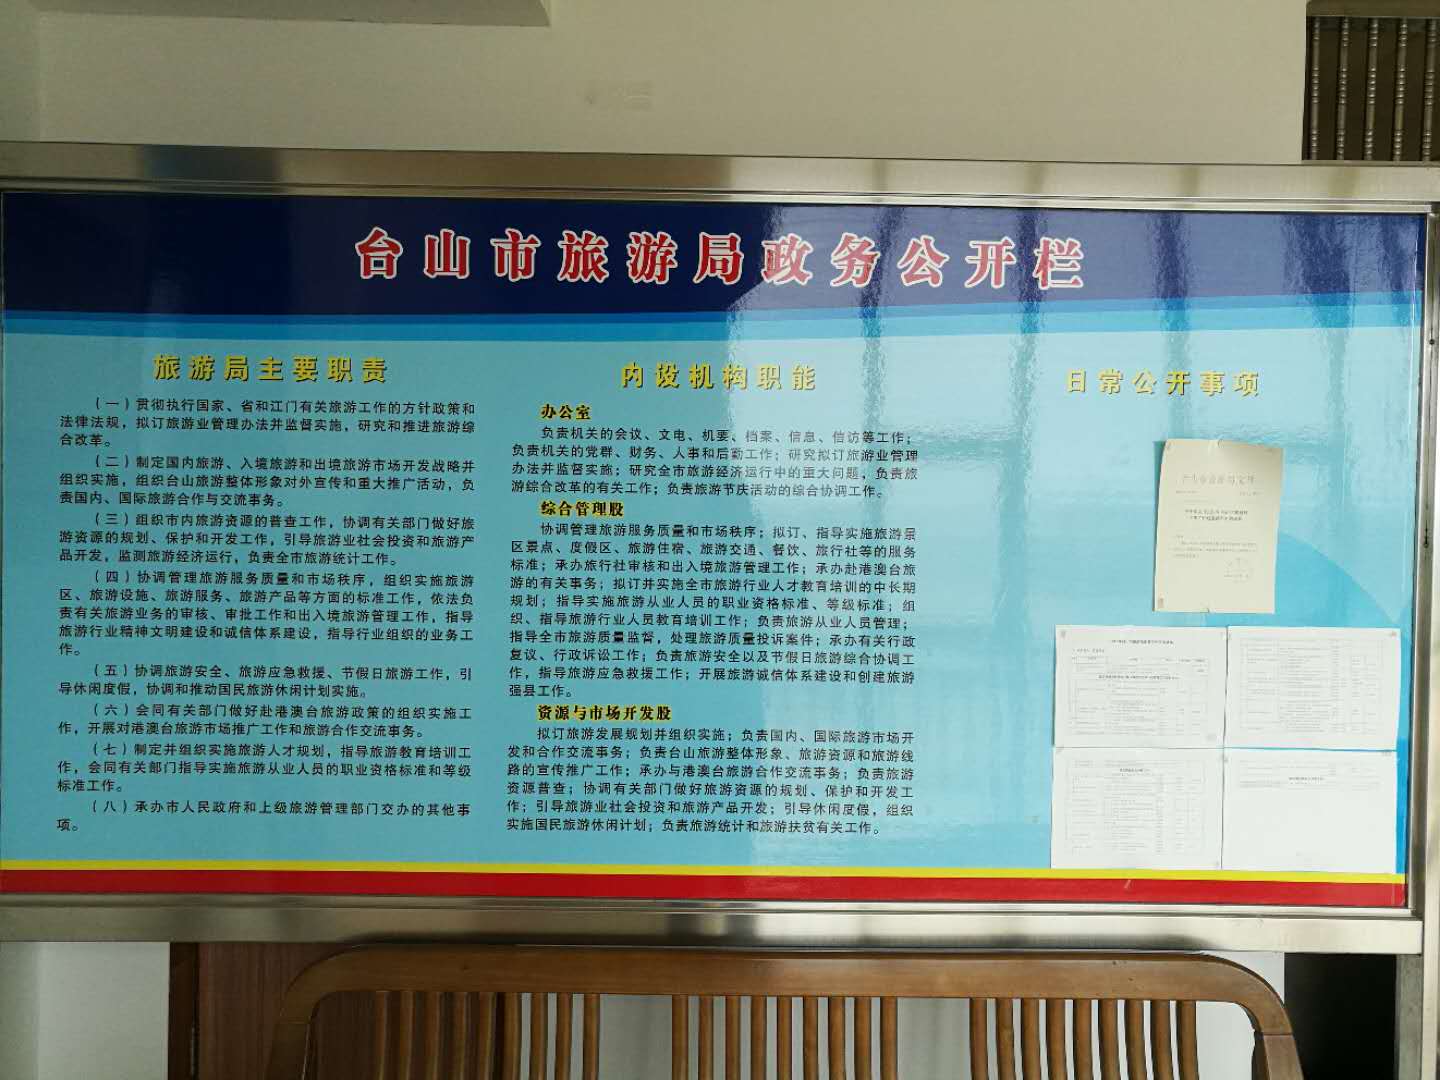 台山市旅游局政务公开栏
旅游局主要职责
（一）贯彻执行国家、省和江门有关旅游工作的方针政策和
法律法规，拟订旅游业管理办法并监督实施，研究和推进旅游综
合改革。
（二）制定国内旅游、入境旅游和出境旅游市场开发战略并
组织实施，组织台山旅游整体形象对外宣传和重大推广活动，负
责国内、国际旅游合作与交流事务。
（三）组织市内旅游资源的普查工作，协调有关部门做好旅
游资源的规划、保护和开发工作，引导旅游业社会投资和旅游产
品开发，监测旅游经济运行，负责全市旅游统计工作。
（四）协调管理旅游服务质量和市场秩序，组织实施旅游
区、旅游设施、旅游服务、旅游产品等方面的标准工作，依法负
责有关旅游业务的审核、审批工作和出入境旅游管理工作，指导
旅游行业精神文明建设和诚信体系建设，指导行业组织的业务工
作。
（五）协调旅游安全、旅游应急救援、节假日旅游工作，引
导休闲度假，协调和推动国民旅游休闲计划实施。
（六）会同有关部门做好赴港澳台旅游政策的组织实施工
作，开展对港澳台旅游市场推广工作和旅游合作交流事务。
（七）制定并组织实施旅游人才规划，指导旅游教育培训工
作，会同有关部门指导实施旅游从业人员的职业资格标准和等级
标准工作。
（八）承办市人民政府和上级旅游管理部门交办的其他事
项。
内设机构职能
办公室
负责机关的会议、文电、机要、档案、信息、信访等工作；
负责机关的党群、财务、人事和后勤工作；研究拟订旅游业管理
办法并监督实施；研究全市旅游经济运行中的重大问题，负责旅
游综合改革的有关工作；负责旅游节庆活动的综合协调工作。
综合管理股
协调管理旅游服务质量和市场秩序；拟订、指导实施旅游景
区景点、度假区、旅游住宿、旅游交通、餐饮、旅行社等的服务
标准；承办旅行社审核和出入境旅游管理工作；承办赴港澳台旅
游的有关事务；拟订并实施全市旅游行业人才教育培训的中长期
规划；指导实施旅游从业人员的职业资格标准、等级标准；组
织、指导旅游行业人员教育培训工作；负责旅游从业人员管理；
指导全市旅游质量监督，处理旅游质量投诉案件；承办有关行政
复议、行政诉讼工作；负责旅游安全以及节假日旅游综合协调工
作，指导旅游应急救援工作；开展旅游诚信体系建设和创建旅游
强县工作。
资源与市场开发股
拟订旅游发展规划并组织实施；负责国内、国际旅游市场开
发和合作交流事务；负责台山旅游整体形象、旅游资源和旅游线
路的宣传推广工作；承办与港澳台旅游合作交流事务；负责旅游
资源普查；协调有关部门做好旅游资源的规划、保护和开发工
作；引导旅游业社会投资和旅游产品开发；引导休闲度假，组织
实施国民旅游休闲计划；负责旅游统计和旅游扶贫有关工作。
日常公开事项